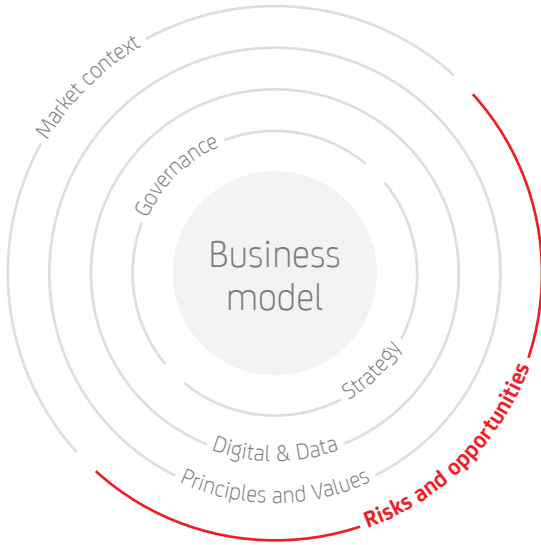 Market context
Governance
Business
model
Strategy
Digital & Data
Principles and Values
Risks and opportunities